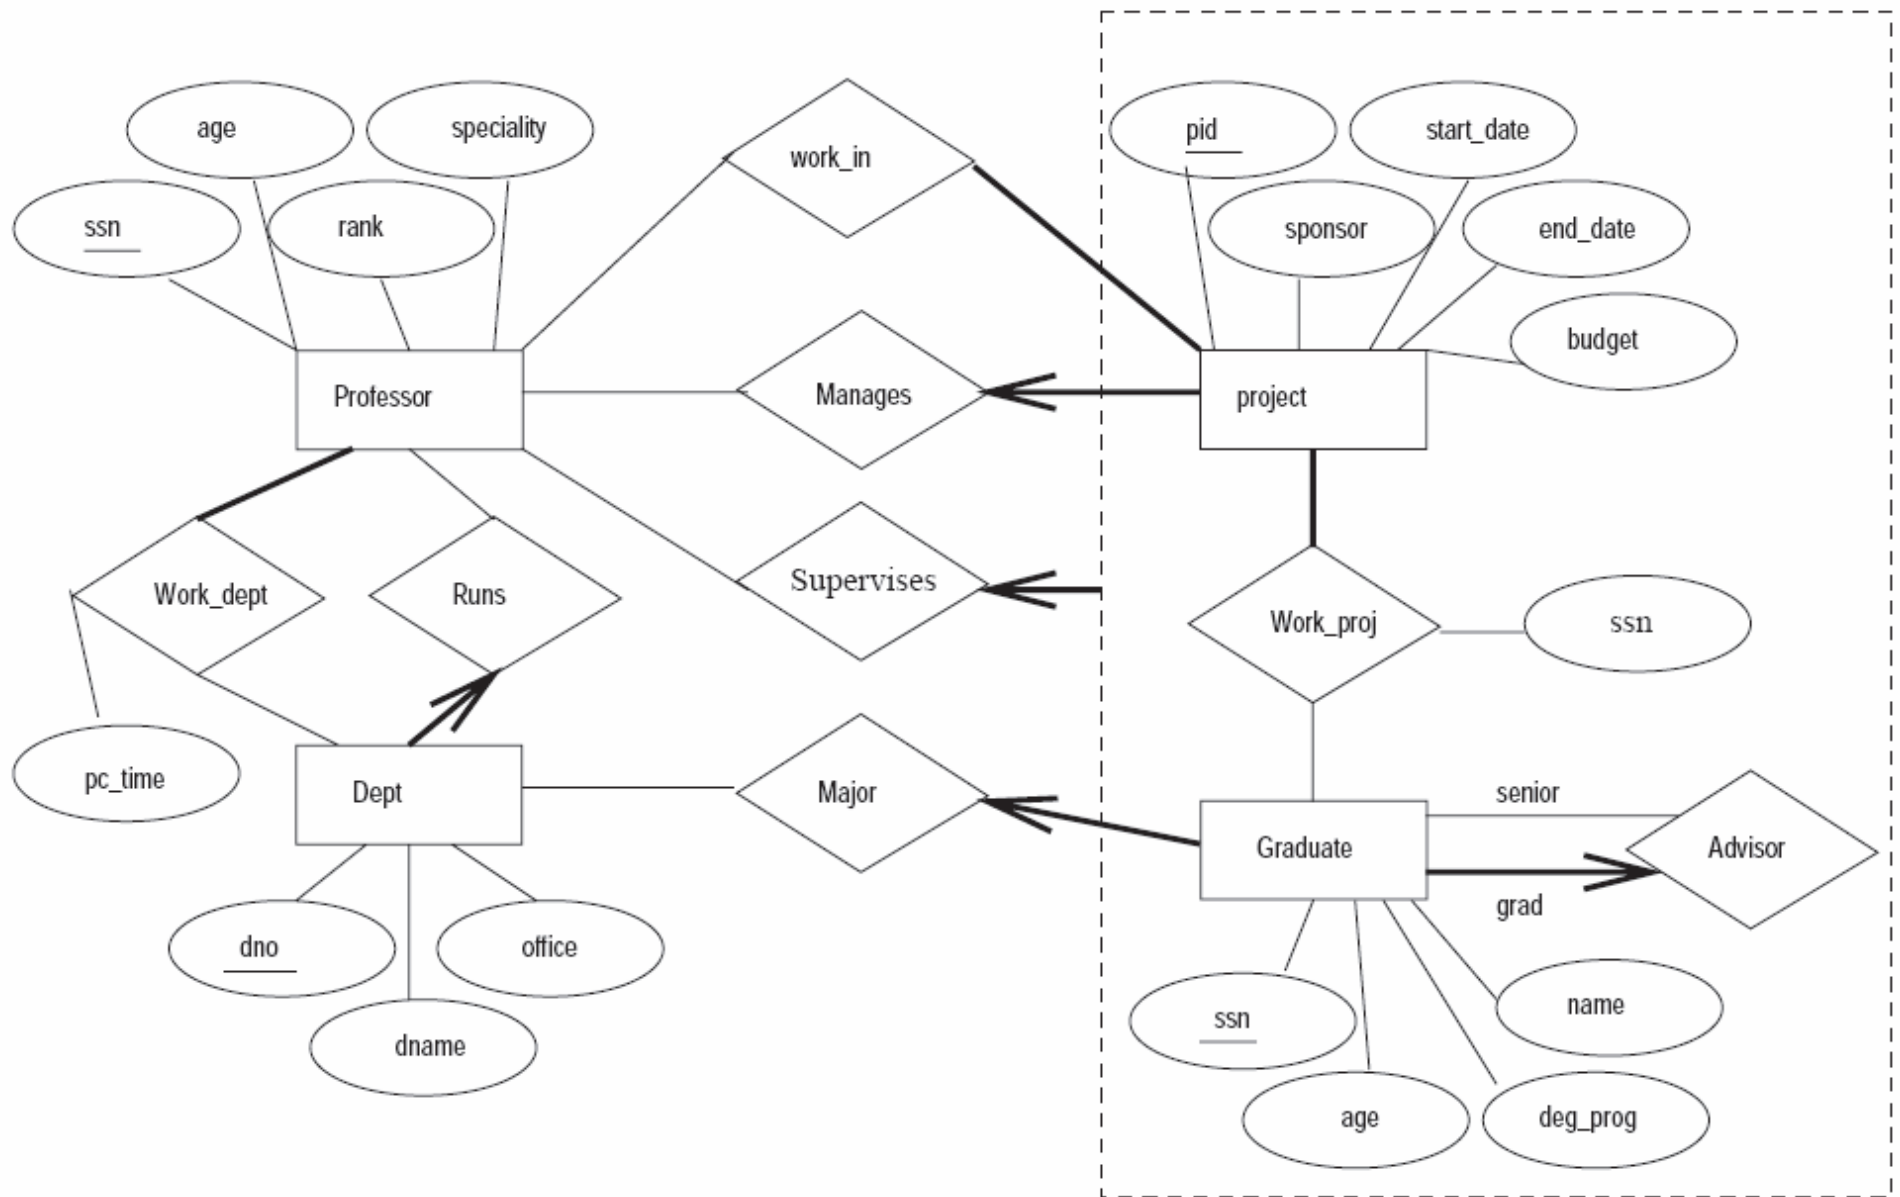 age
speciality
ssn
rank
work_in
pid
start_date
sponsor
end_date
budget
Professor
Manages
project
Work_dept
Runs
Supervises
Work_proj
ssn
pc_time
Dept
Major
senior
Graduate
Advisor
grad
dno
office
dname
ssn
name
age
deg_prog